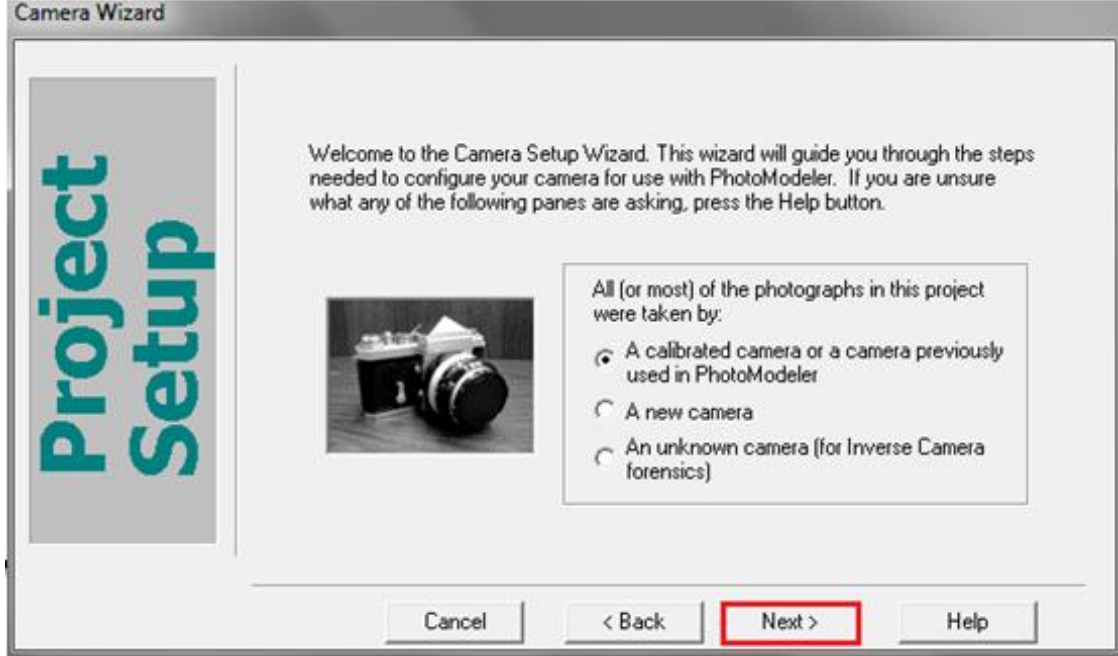 Camera Wizard
Project
Setup
Welcome to the Camera Setup Wizard. This wizard will guide you through the steps
needed to configure your camera for use with PhotoModeler. If you are unsure
what any of the following panes are asking, press the Help button.
All (or most) of the photographs in this project
were taken by:
A calibrated camera or a camera previously
used in PhotoModeler
A new camera
An unknown camera (for Inverse Camera
forensics)
Cancel
< Back
Next >
Help